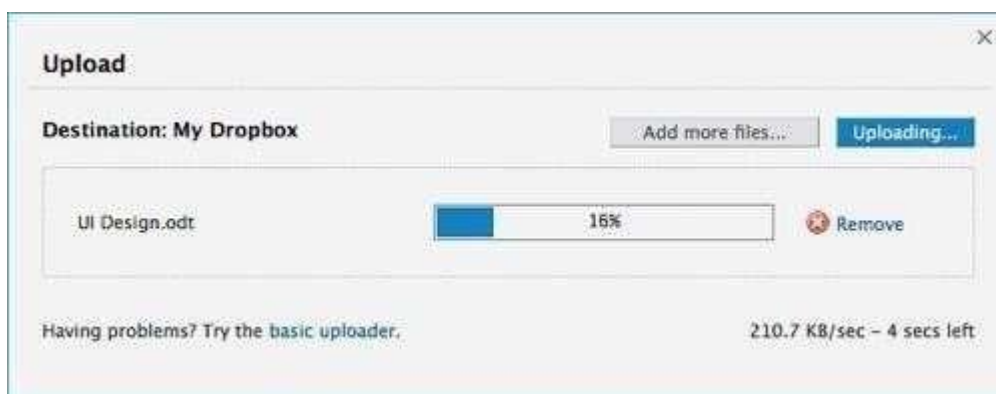 Upload
Destination: My Dropbox
Add more files...
Uploading...
UI Design.odt
16%
Remove
Having problems? Try the basic uploader.
210.7 KB/sec – 4 secs left